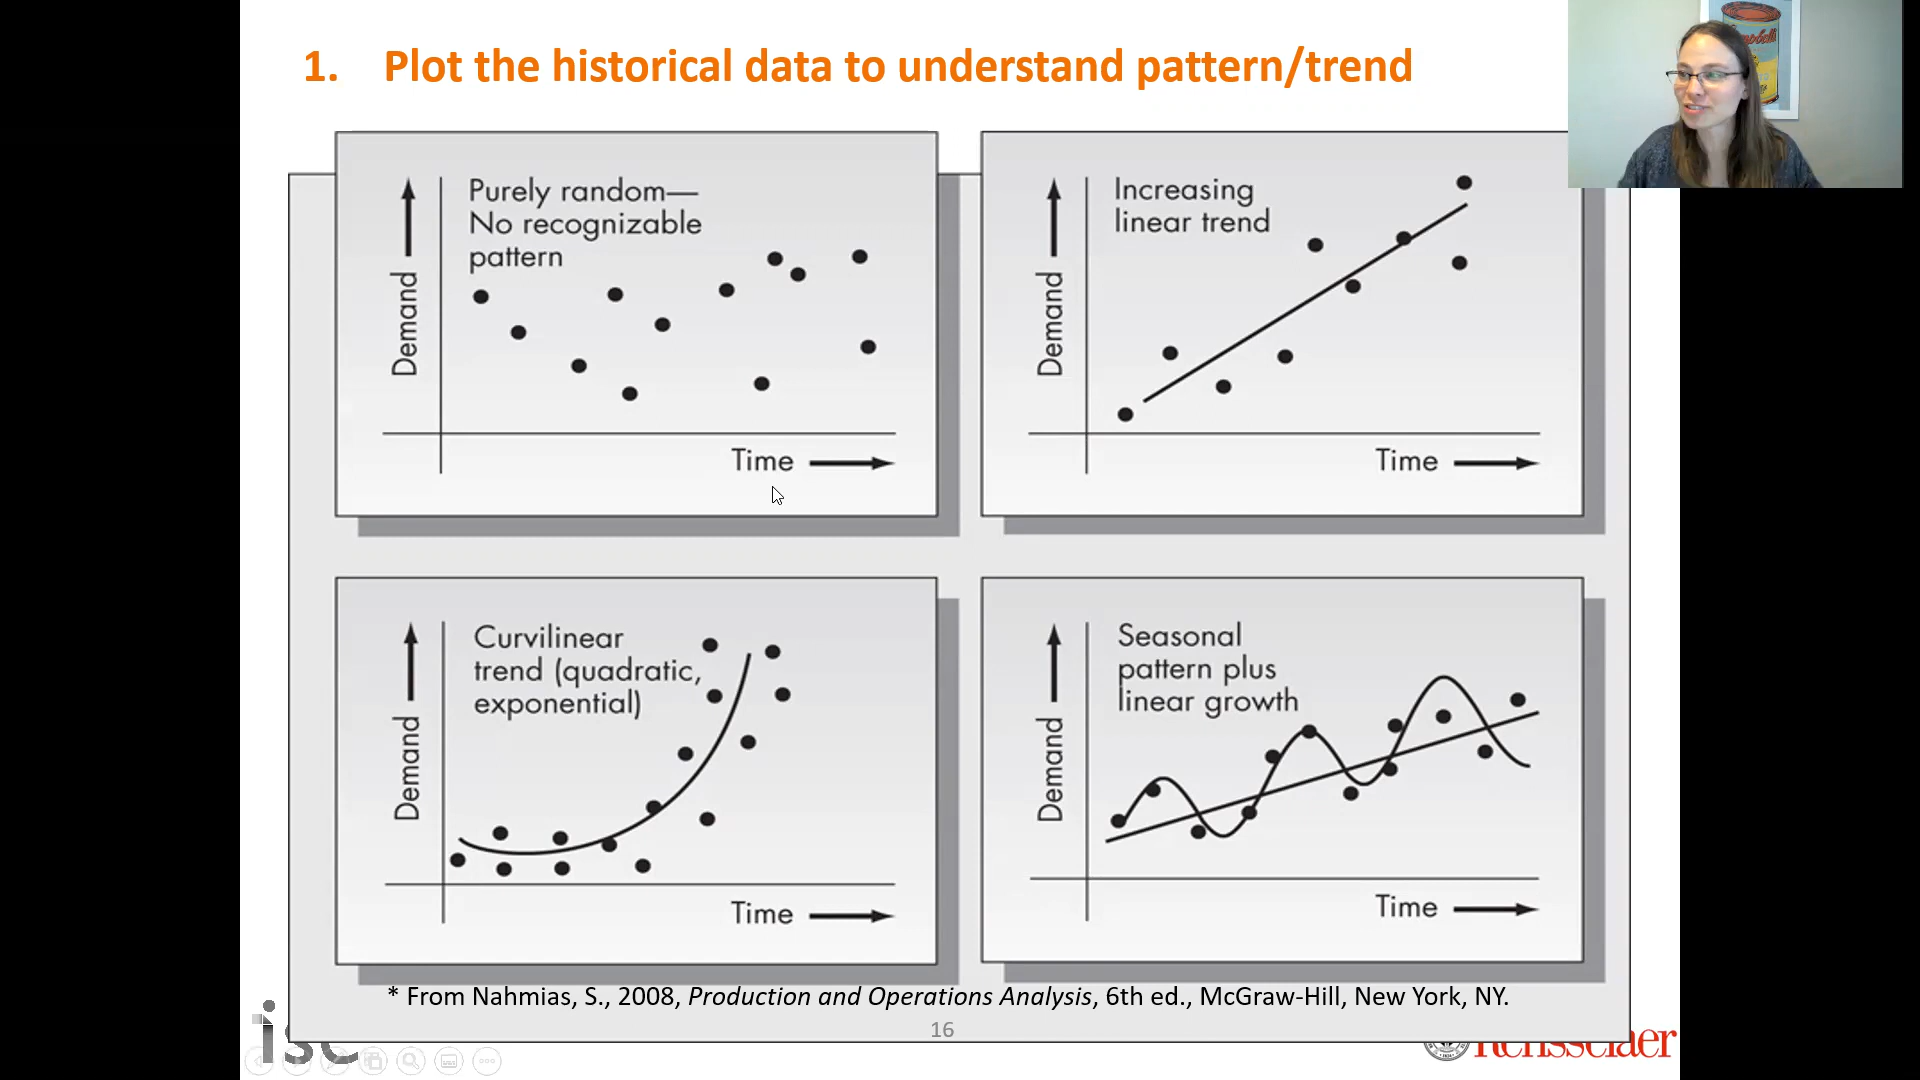 1. Plot the historical data to understand pattern/trend
Purely random—
No recognizable
pattern
Demand
Time
Increasing
linear trend
Demand
Time
Curvilinear
trend (quadratic,
exponential)
Demand
Time
Seasonal
pattern plus
linear growth
Demand
Time
* From Nahmias, S., 2008, Production and Operations Analysis, 6th ed., McGraw-Hill, New York, NY.
16
Rensselaer